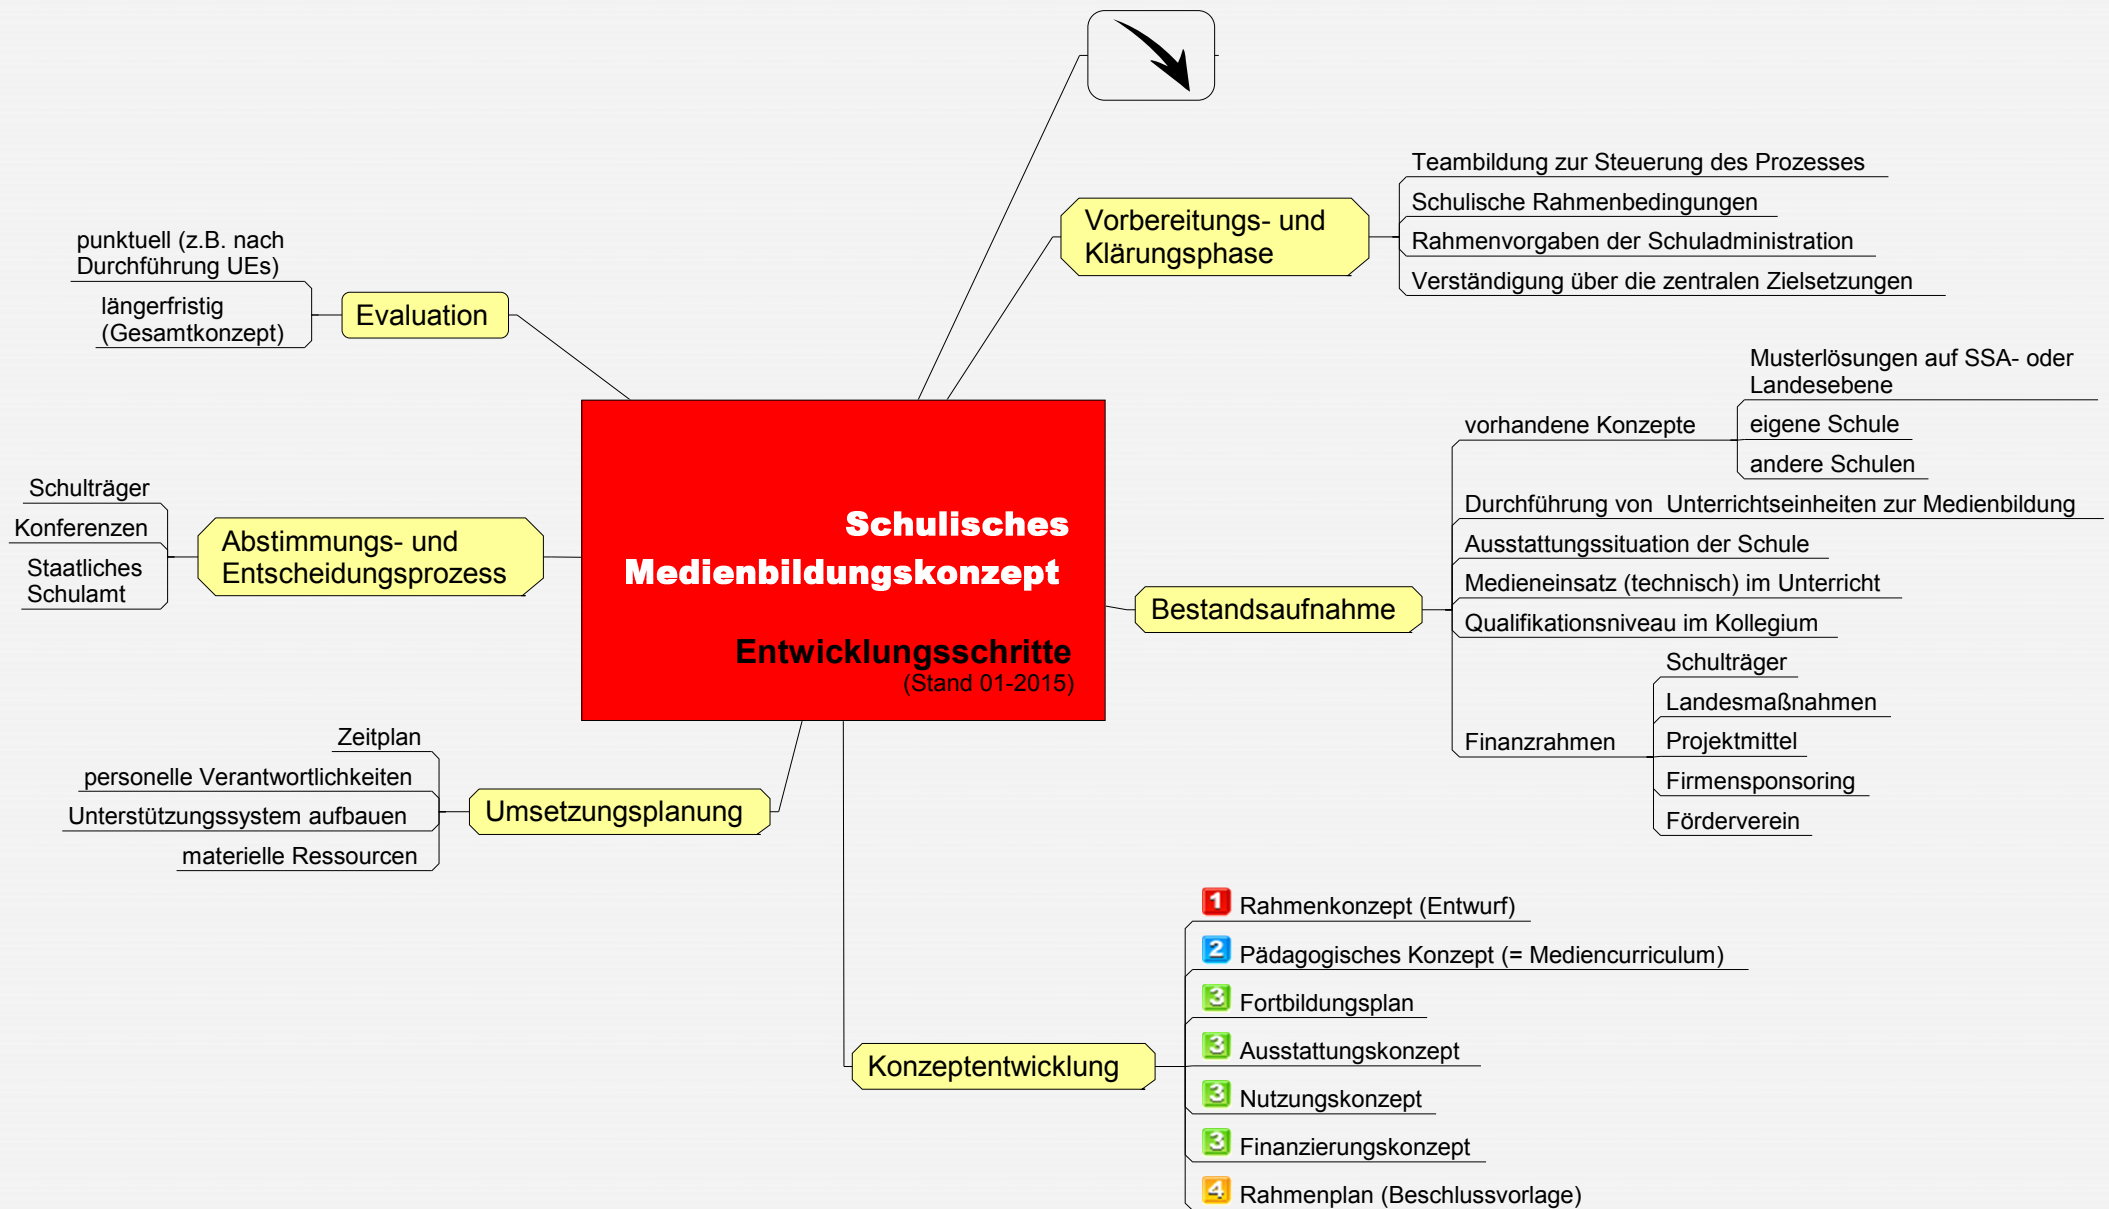 Schulisches
Medienbildungskonzept
Entwicklungsschritte
(Stand 01-2015)
Vorbereitungs- und
Klärungsphase
Teambildung zur Steuerung des Prozesses
Schulische Rahmenbedingungen
Rahmenvorgaben der Schuladministration
Verständigung über die zentralen Zielsetzungen
Bestandsaufnahme
vorhandene Konzepte
Musterlösungen auf SSA- oder
Landesebene
eigene Schule
andere Schulen
Durchführung von  Unterrichtseinheiten zur Medienbildung
Ausstattungssituation der Schule
Medieneinsatz (technisch) im Unterricht
Qualifikationsniveau im Kollegium
Finanzrahmen
Schulträger
Landesmaßnahmen
Projektmittel
Firmensponsoring
Förderverein
Konzeptentwicklung
1 Rahmenkonzept (Entwurf)
2 Pädagogisches Konzept (= Mediencurriculum)
3 Fortbildungsplan
3 Ausstattungskonzept
3 Nutzungskonzept
3 Finanzierungskonzept
4 Rahmenplan (Beschlussvorlage)
Umsetzungsplanung
Zeitplan
personelle Verantwortlichkeiten
Unterstützungssystem aufbauen
materielle Ressourcen
Abstimmungs- und
Entscheidungsprozess
Schulträger
Konferenzen
Staatliches
Schulamt
Evaluation
punktuell (z.B. nach
Durchführung UEs)
längerfristig
(Gesamtkonzept)